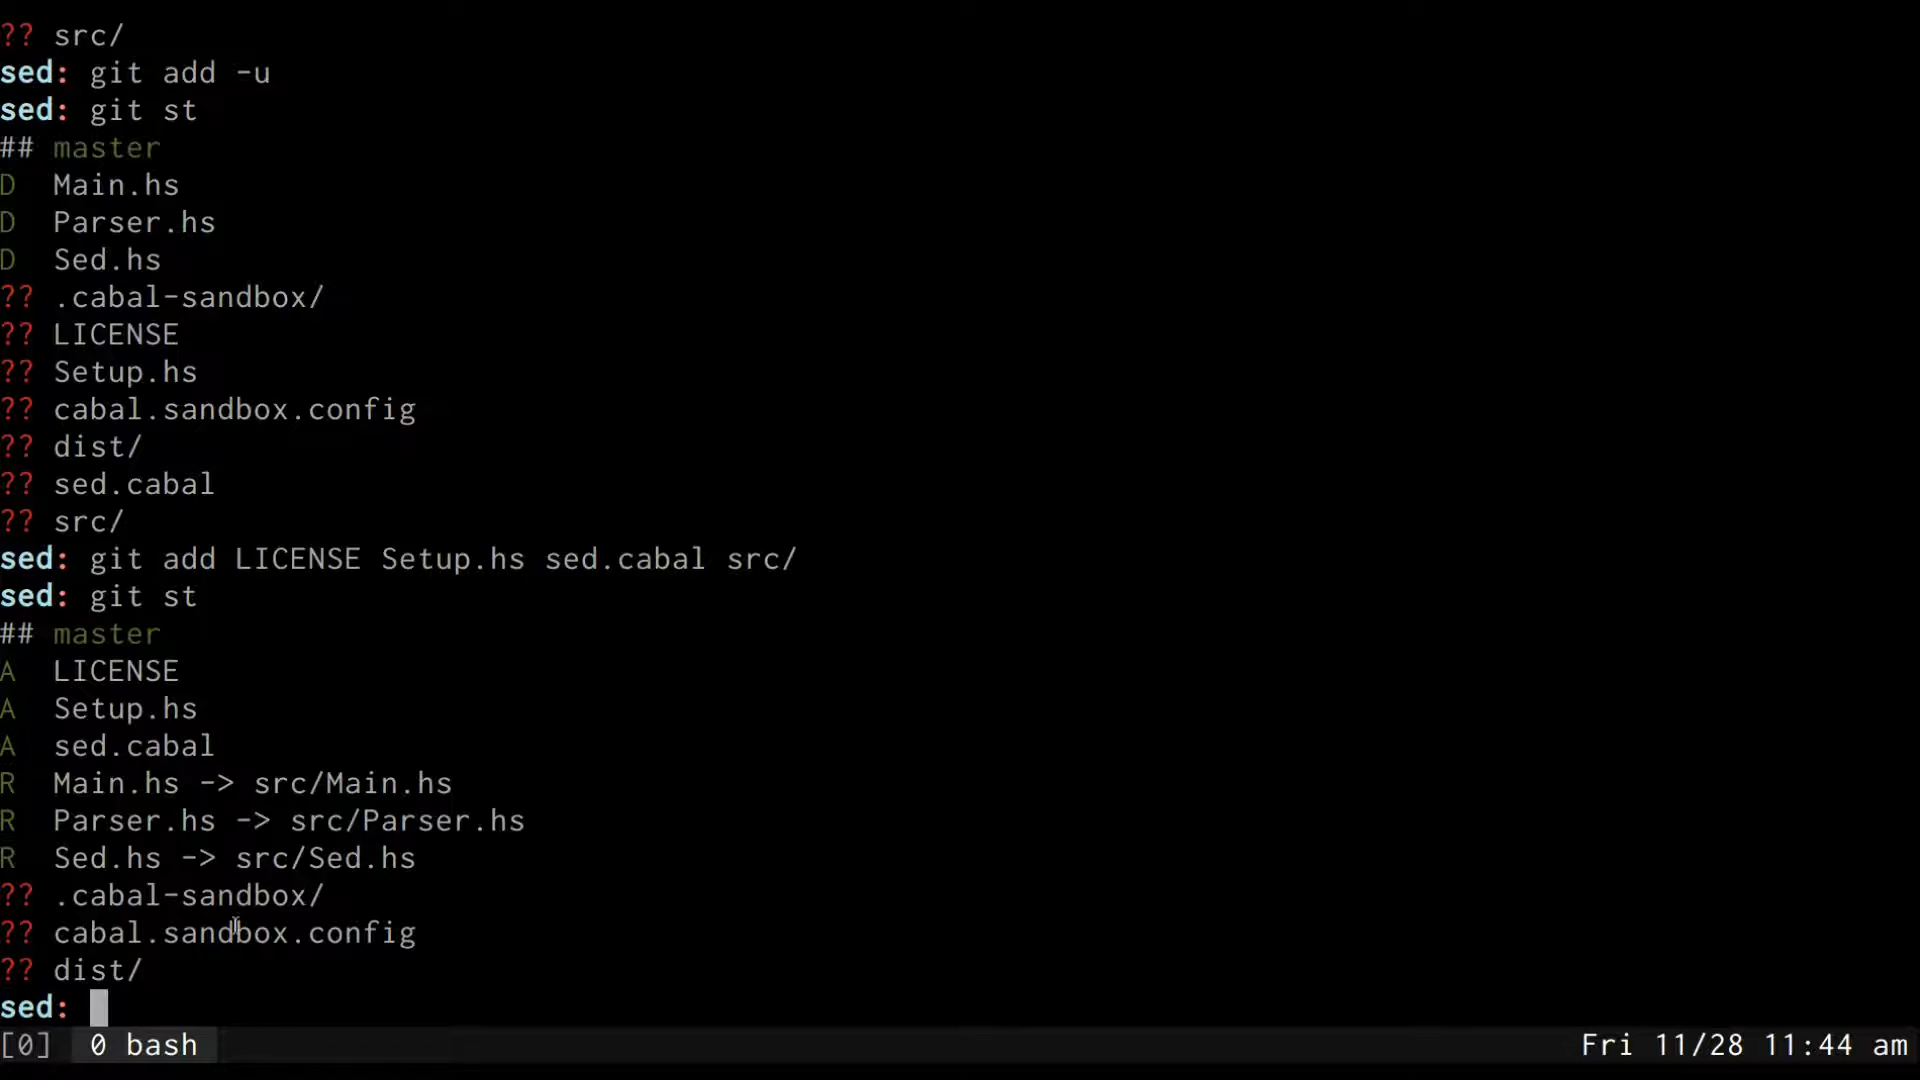 ?? src/
sed: git add -u
sed: git st
## master
D  Main.hs
D  Parser.hs
D  Sed.hs
?? .cabal-sandbox/
?? LICENSE
?? Setup.hs
?? cabal.sandbox.config
?? dist/
?? sed.cabal
?? src/
sed: git add LICENSE Setup.hs sed.cabal src/
sed: git st
## master
A  LICENSE
A  Setup.hs
A  sed.cabal
R  Main.hs -> src/Main.hs
R  Parser.hs -> src/Parser.hs
R  Sed.hs -> src/Sed.hs
?? .cabal-sandbox/
?? cabal.sandbox.config
?? dist/
sed:
[0] 0 bash Fri 11/28 11:44 am